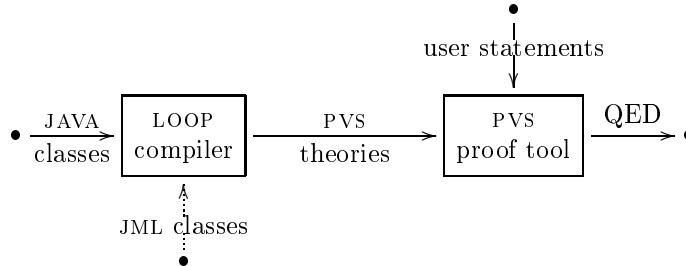 user statements
JAVA
classes
LOOP
compiler
PVS
theories
PVS
proof tool
QED
JML classes